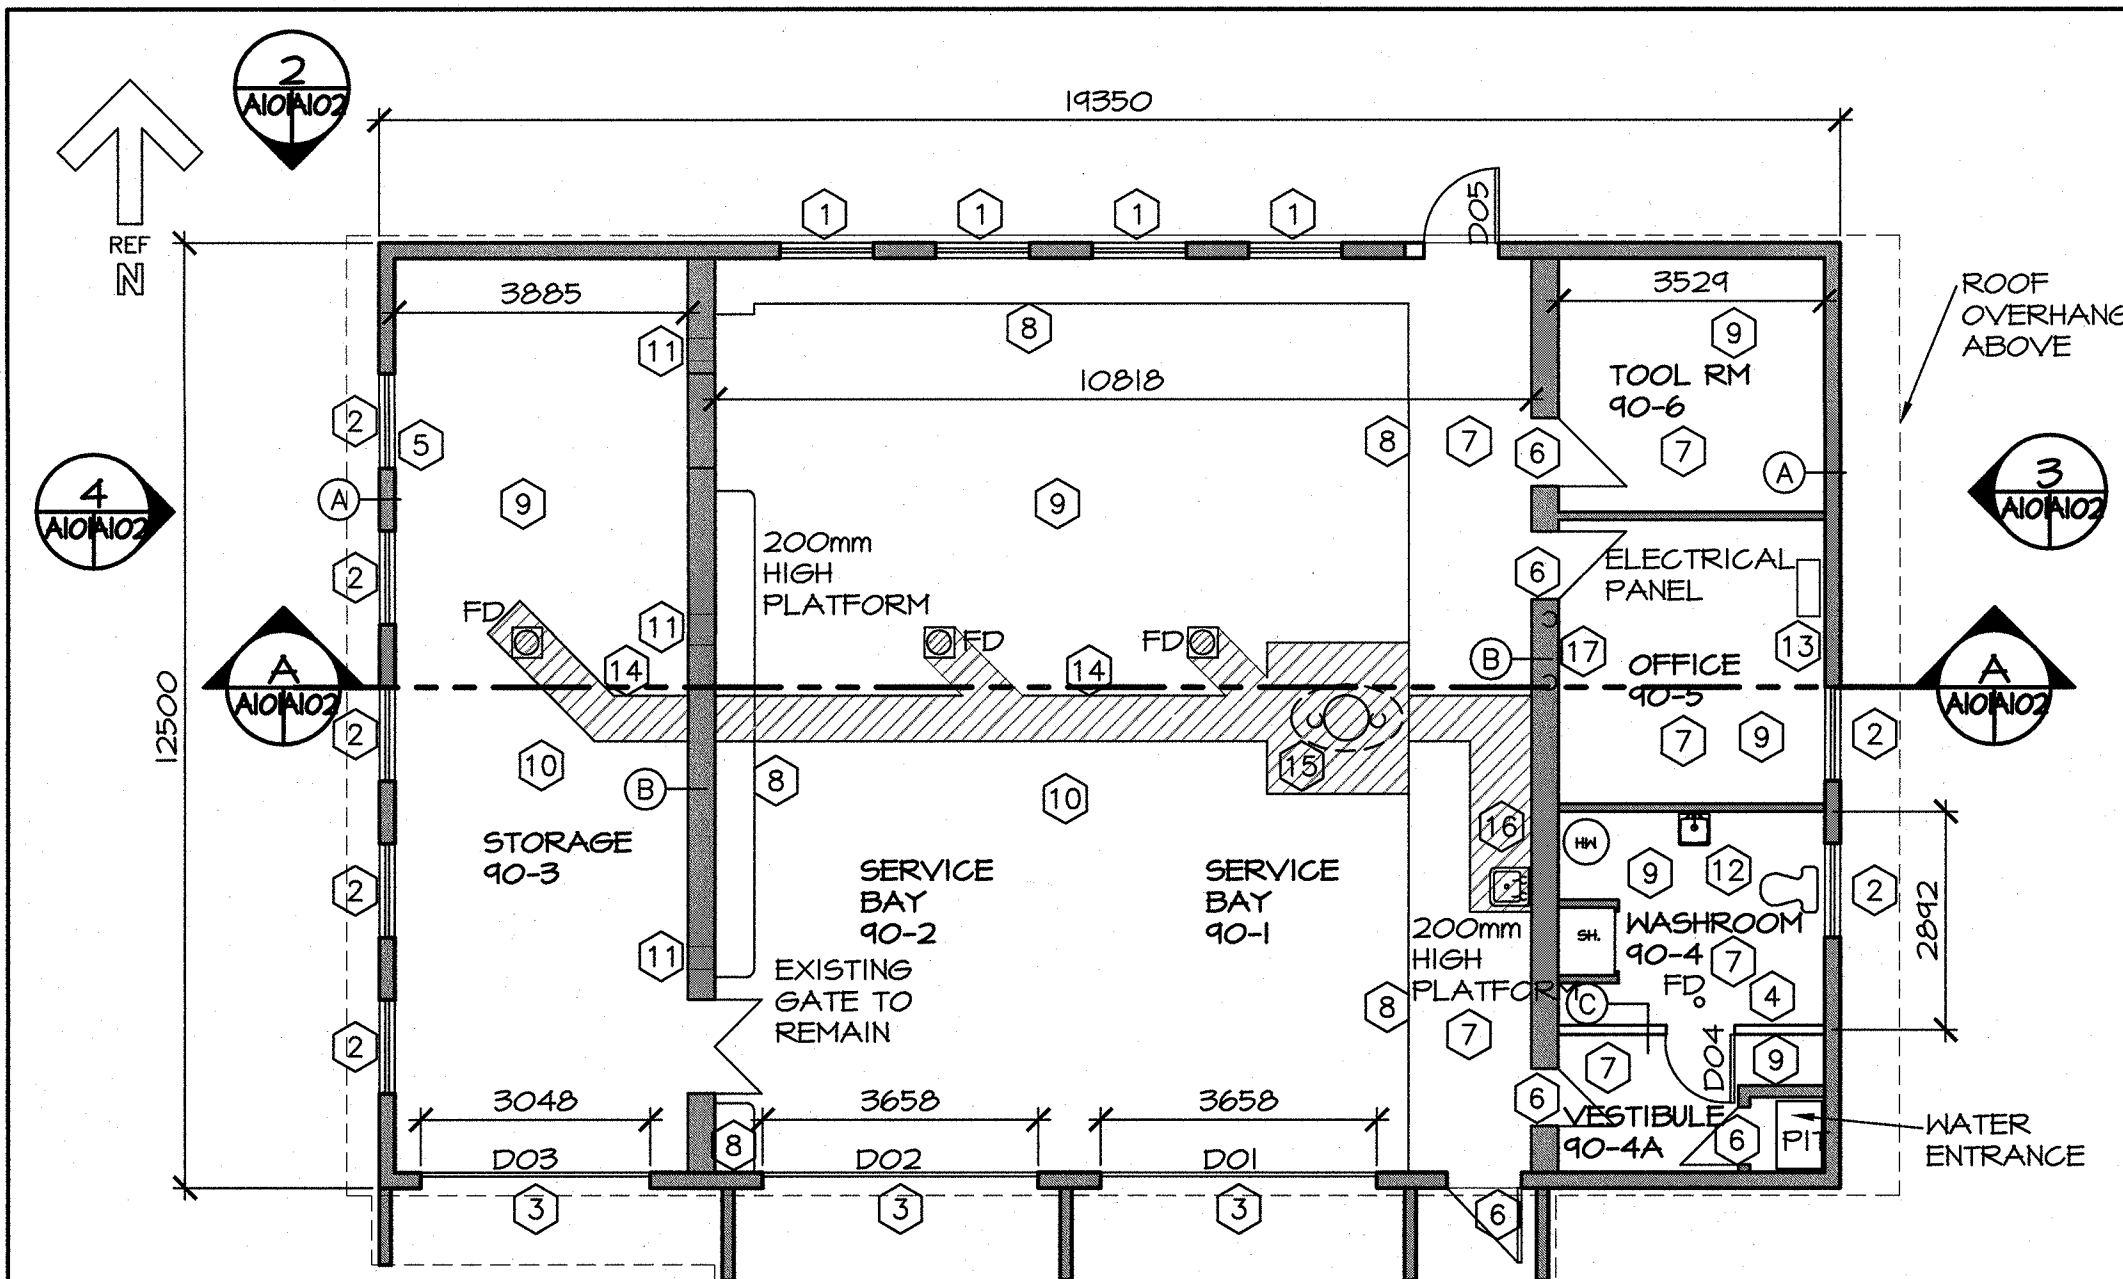 2
A101 A102
19350
REF
N
1
1
1
1
D05
3885
3529
ROOF
OVERHANG
ABOVE
8
9
11
10818
TOOL RM
90-6
2
5
8
7
6
7
A
4
A101 A102
A
9
9
3
A101 A102
200mm
HIGH
PLATFORM
2
6
ELECTRICAL
PANEL
FD
11
FD
FD
B
17
13
14
14
OFFICE
90-5
A
A101 A102
A
A101 A102
12500
2
10
8
15
7
9
2
B
10
16
HW
STORAGE
90-3
SERVICE
BAY
90-2
SERVICE
BAY
90-1
9
12
2
2
2892
200mm
HIGH
PLATFORM
SH.
WASHROOM
90-4
7
FD
11
EXISTING
GATE TO
REMAIN
8
C
4
2
7
7
D04
9
3048
3658
3658
6
VESTIBULE
90-4A
6
PIT
WATER
ENTRANCE
8
D03
D02
D01
3
3
3
6